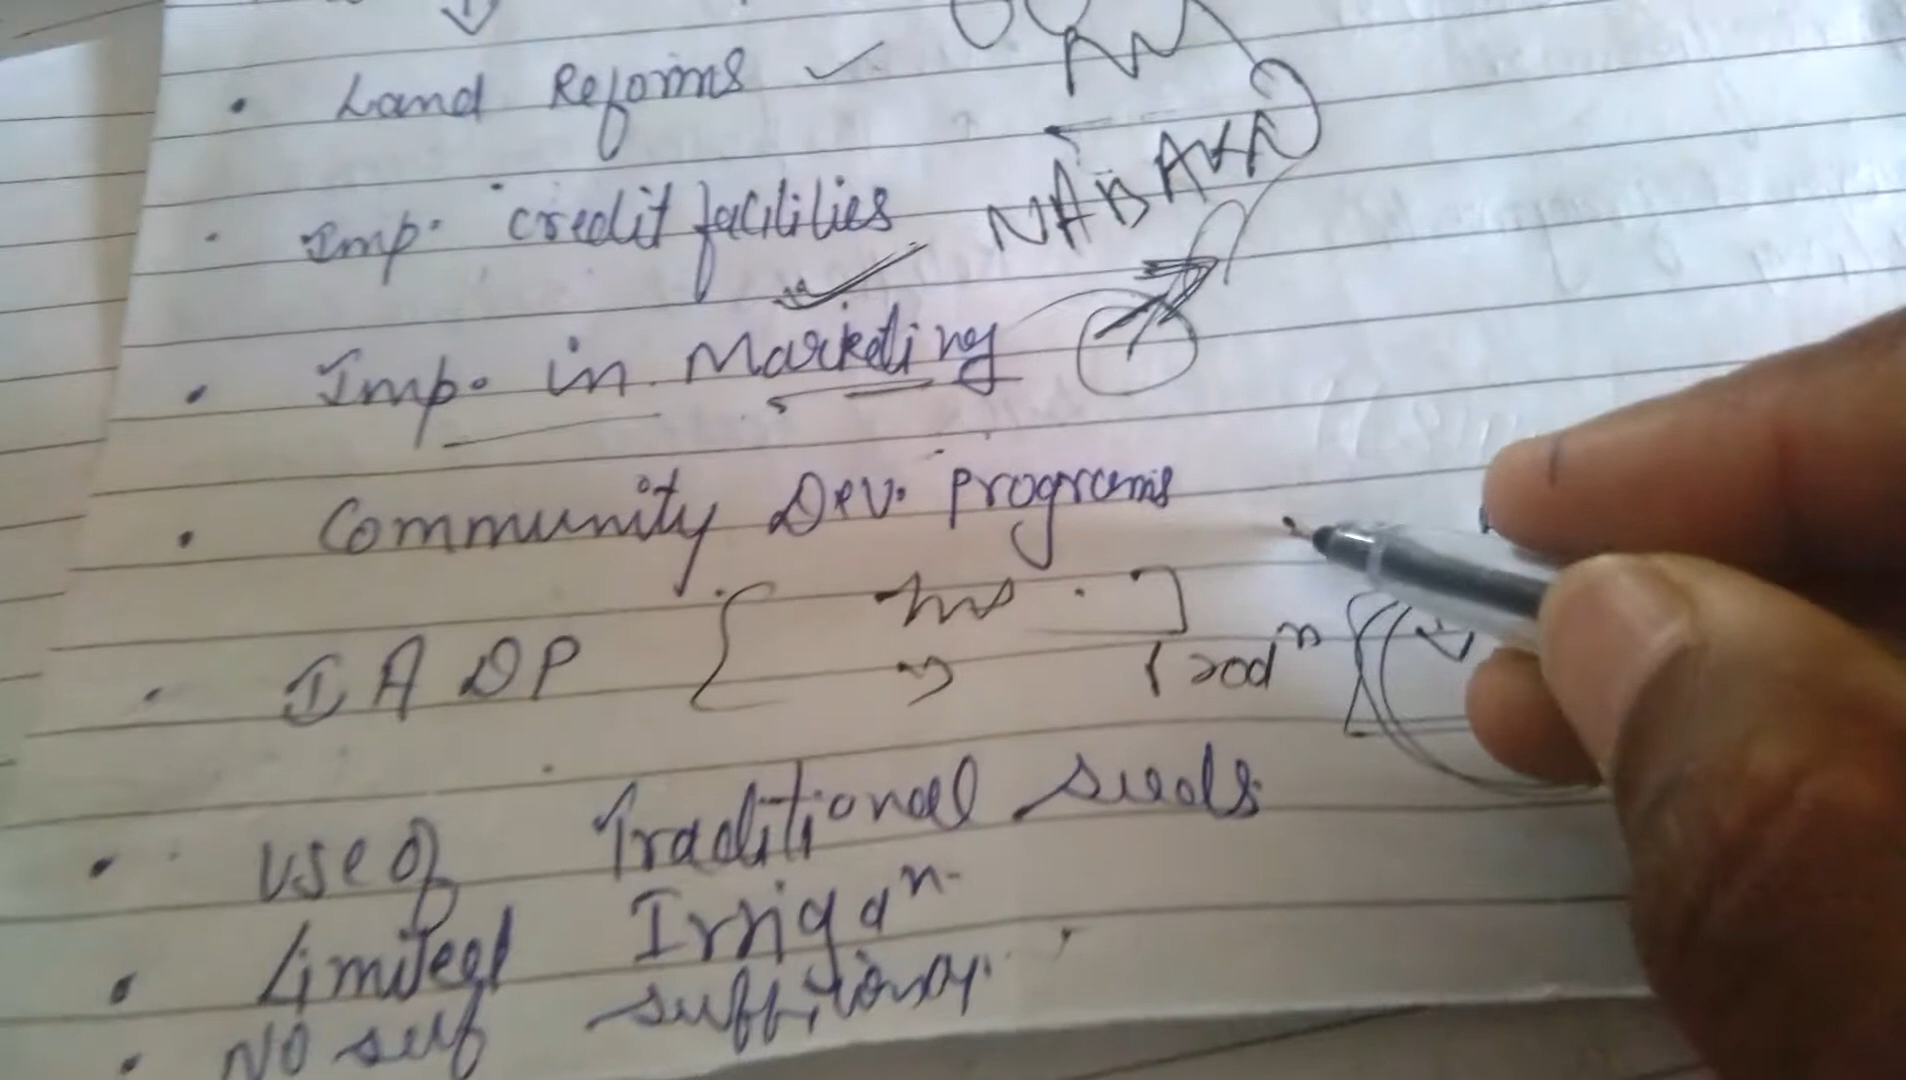 • Land Reforms ✓
• Imp. credit facilities
NABARD
• Imp. in Marketing
• Community Dev. Programs
• IADP
• Use of Traditional seeds
• Limited Irrigaⁿ.
• NO self sufficiency.